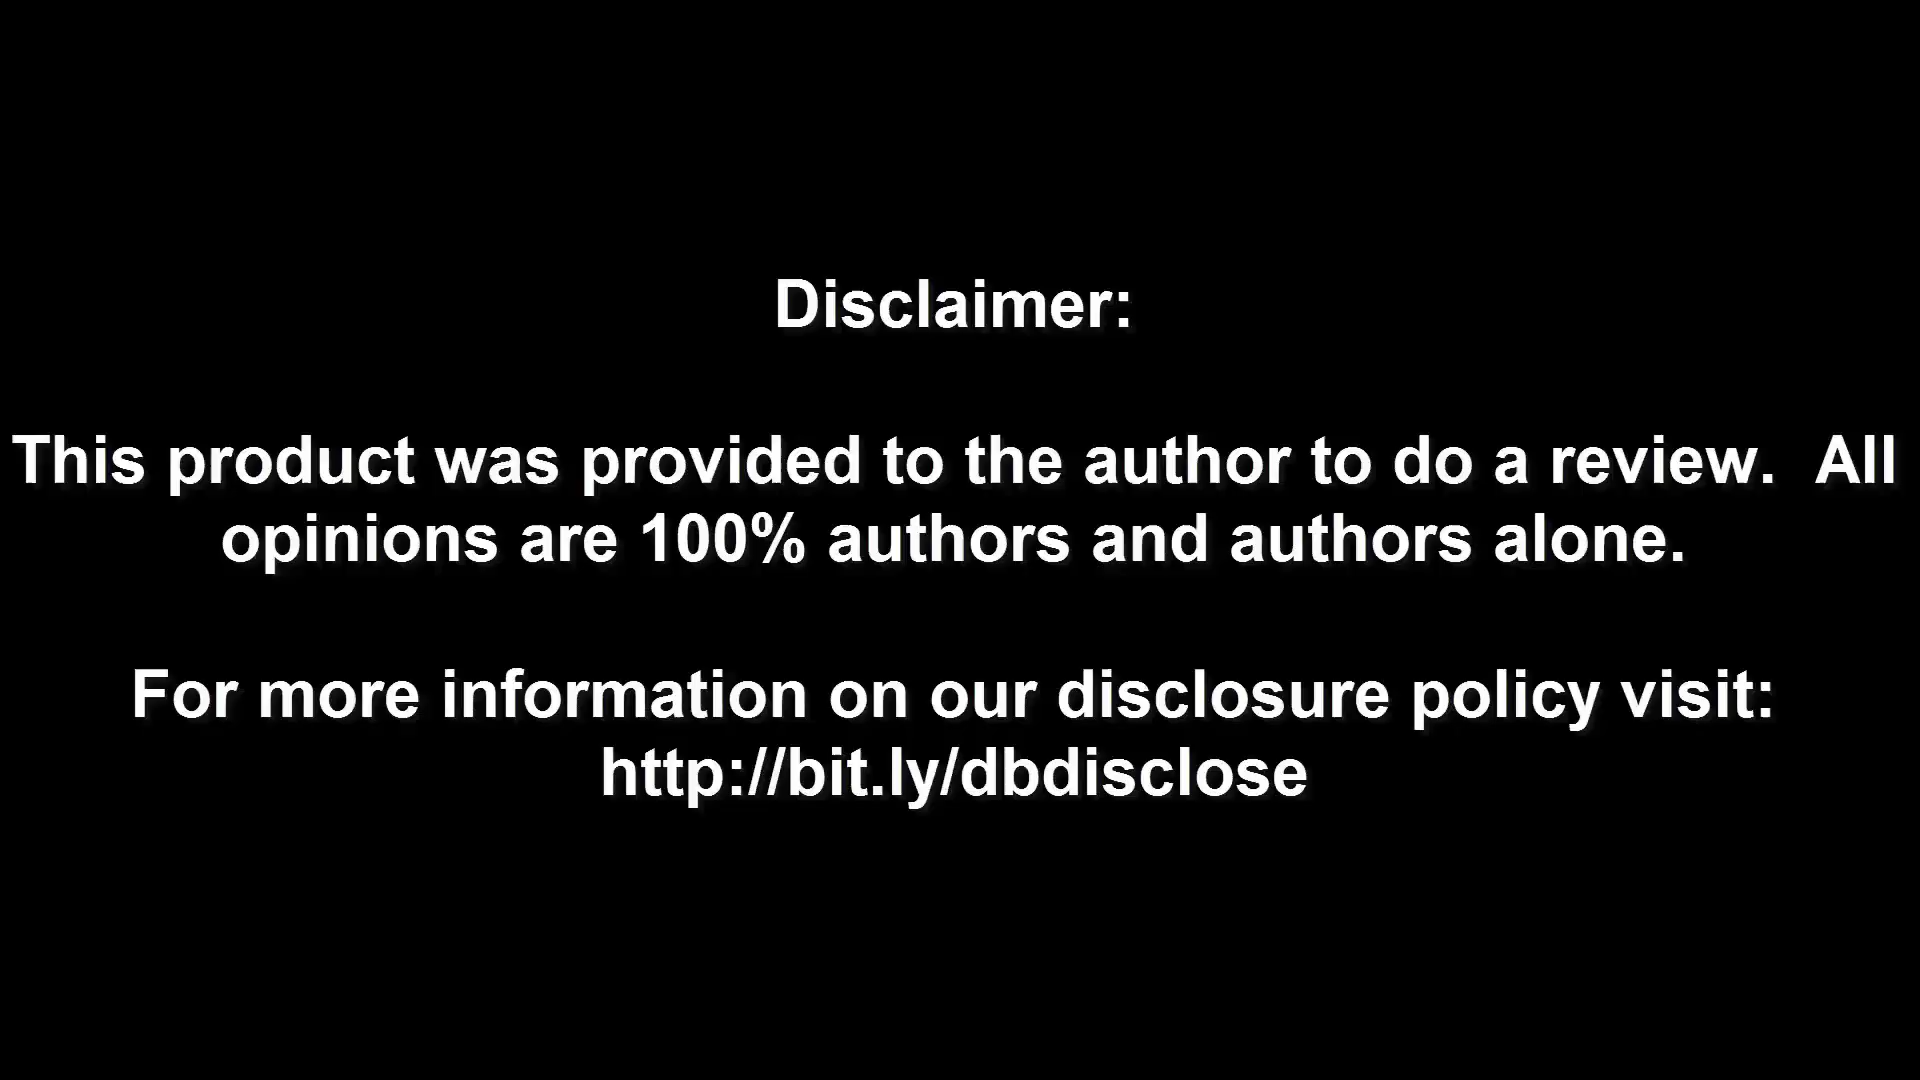 Disclaimer:
This product was provided to the author to do a review.  All
opinions are 100% authors and authors alone.
For more information on our disclosure policy visit:
http://bit.ly/dbdisclose